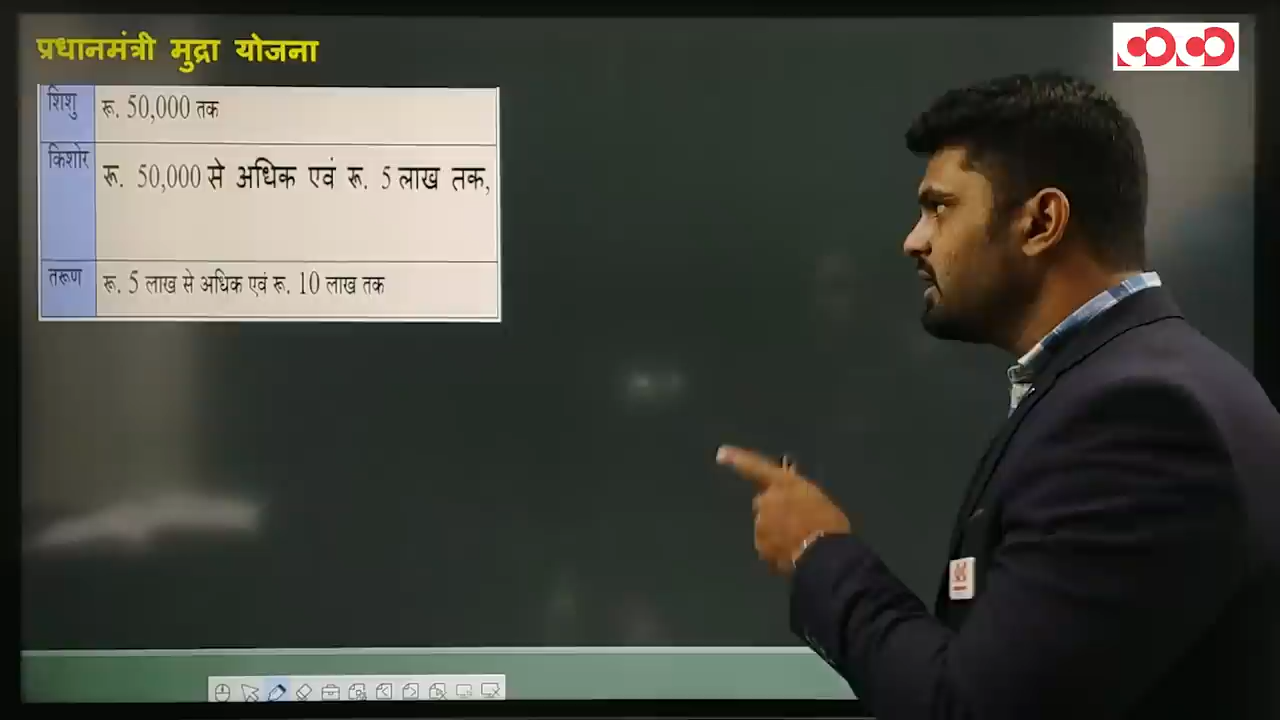 प्रधानमंत्री मुद्रा योजना
शिशु रू. 50,000 तक
किशोर रू. 50,000 से अधिक एवं रू. 5 लाख तक,
तरूण रू. 5 लाख से अधिक एवं रू. 10 लाख तक